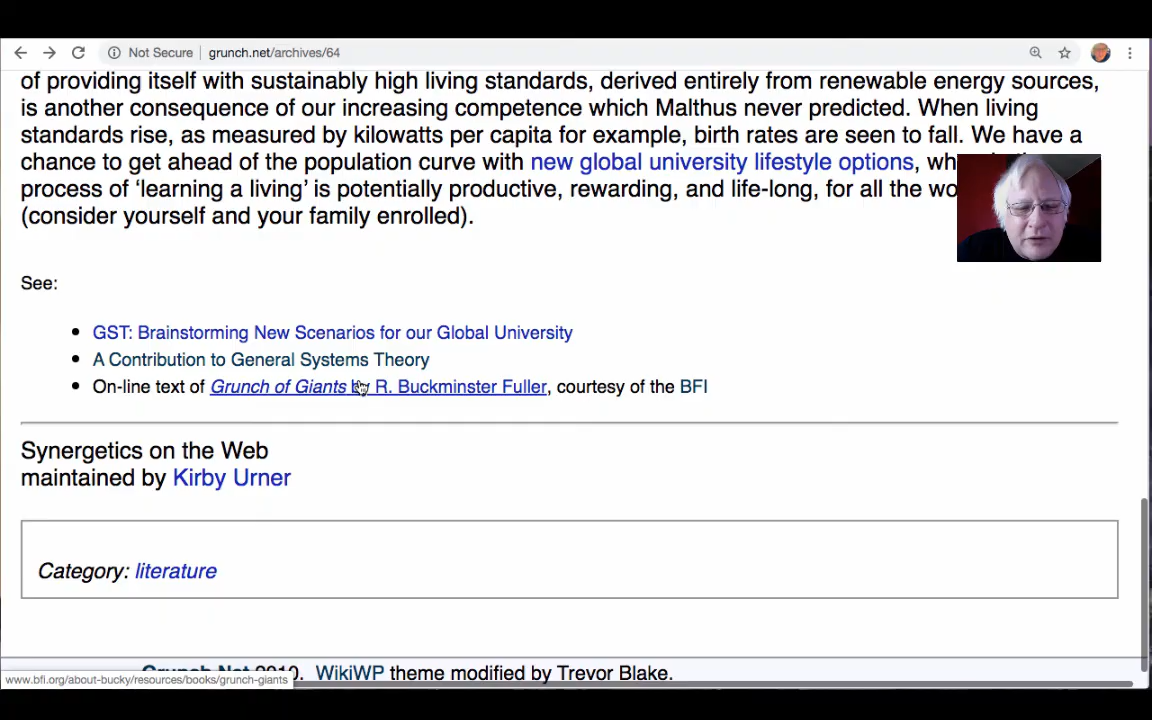 Not Secure | grunch.net/archives/64
of providing itself with sustainably high living standards, derived entirely from renewable energy sources,
is another consequence of our increasing competence which Malthus never predicted. When living
standards rise, as measured by kilowatts per capita for example, birth rates are seen to fall. We have a
chance to get ahead of the population curve with new global university lifestyle options,
process of ‘learning a living’ is potentially productive, rewarding, and life-long, for all the
(consider yourself and your family enrolled).
See:
• GST: Brainstorming New Scenarios for our Global University
• A Contribution to General Systems Theory
• On-line text of Grunch of Giants by R. Buckminster Fuller, courtesy of the BFI
Synergetics on the Web
maintained by Kirby Urner
Category: literature
Grunch Net 2010. WikiWP theme modified by Trevor Blake.
www.bfi.org/about-bucky/resources/books/grunch-giants